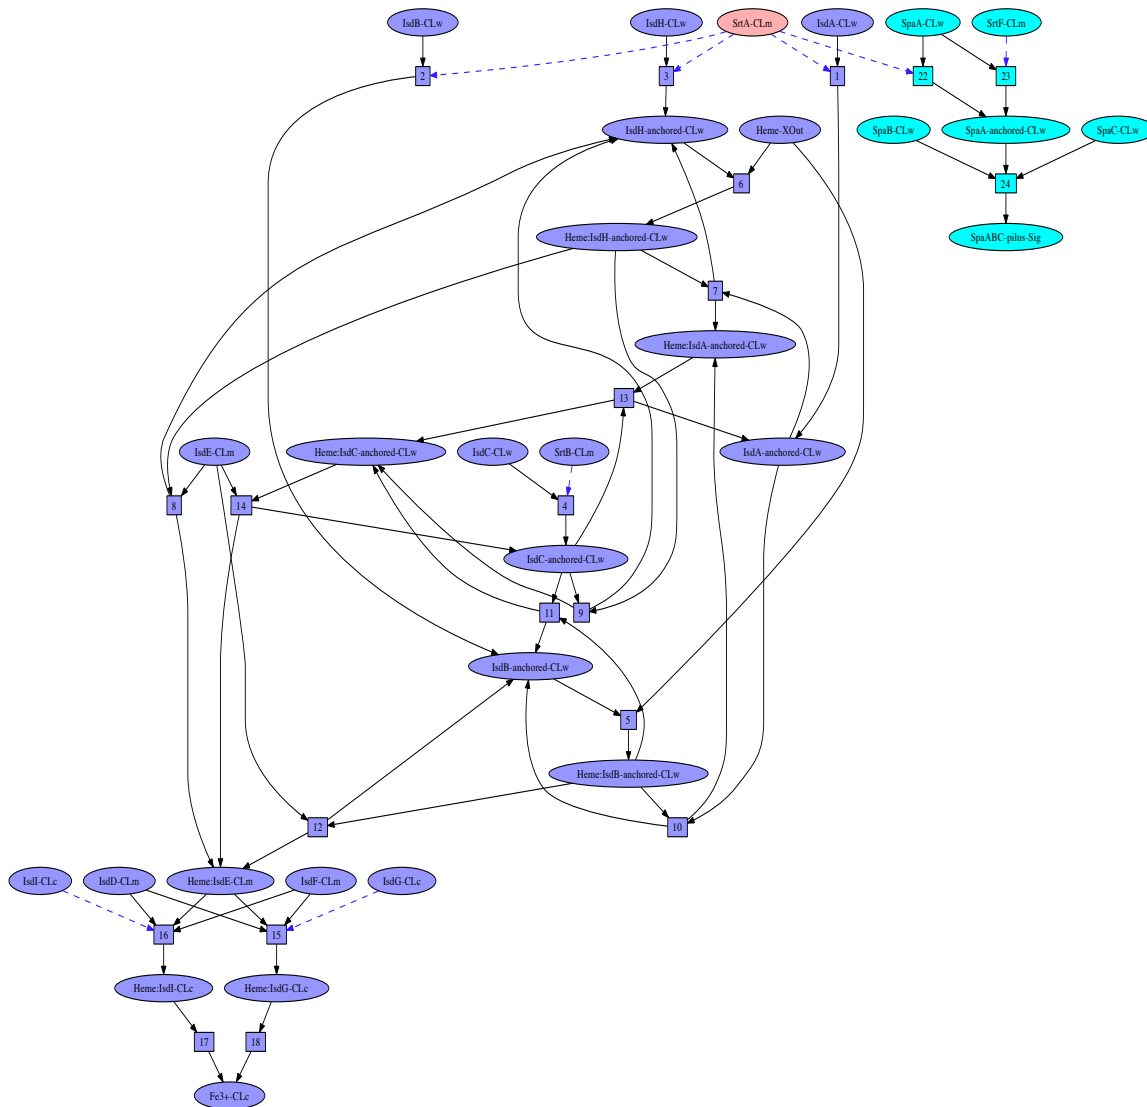 IsdB-CLw
IsdH-CLw
SrtA-CLm
IsdA-CLw
SpaA-CLw
SrtF-CLm
2
3
1
22
23
IsdH-anchored-CLw
Heme-XOut
SpaB-CLw
SpaA-anchored-CLw
SpaC-CLw
6
24
Heme:IsdH-anchored-CLw
SpaABC-pilus-Sig
7
Heme:IsdA-anchored-CLw
13
IsdE-CLm
Heme:IsdC-anchored-CLw
IsdC-CLw
SrtB-CLm
IsdA-anchored-CLw
8
14
4
IsdC-anchored-CLw
11
9
IsdB-anchored-CLw
5
Heme:IsdB-anchored-CLw
12
10
IsdI-CLc
IsdD-CLm
Heme:IsdE-CLm
IsdF-CLm
IsdG-CLc
16
15
Heme:IsdI-CLc
Heme:IsdG-CLc
17
18
Fe3+-CLc